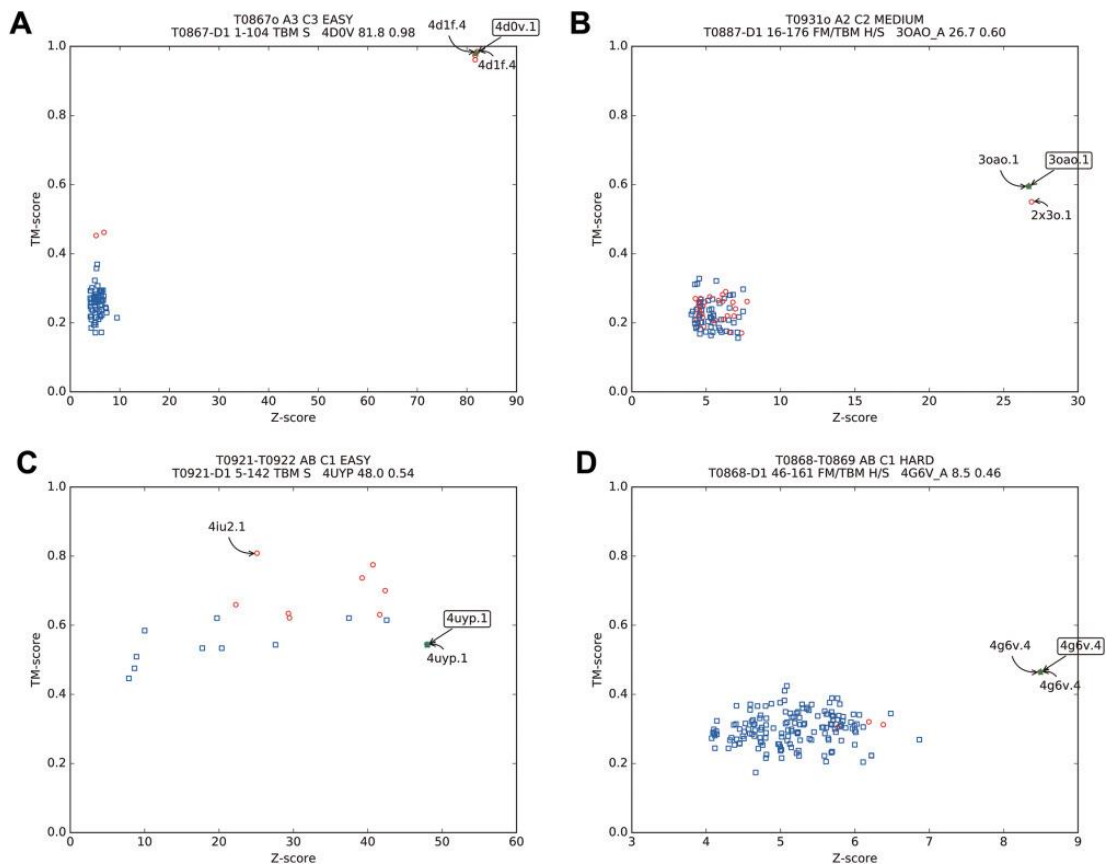 A
T0867o A3 C3 EASY
T0867-D1 1-104 TBM S 4D0V 81.8 0.98
4d1f.4
4d0v.1
4d1f.4
TM-score
1.0
0.8
0.6
0.4
0.2
0.0
0 10 20 30 40 50 60 70 80 90
Z-score
B
T0931o A2 C2 MEDIUM
T0887-D1 16-176 FM/TBM H/S 3OAO_A 26.7 0.60
3oao.1
3oao.1
2x3o.1
TM-score
1.0
0.8
0.6
0.4
0.2
0.0
0 5 10 15 20 25 30
Z-score
C
T0921-T0922 AB C1 EASY
T0921-D1 5-142 TBM S 4UYP 48.0 0.54
4iu2.1
4uyp.1
4uyp.1
TM-score
1.0
0.8
0.6
0.4
0.2
0.0
0 10 20 30 40 50 60
Z-score
D
T0868-T0869 AB C1 HARD
T0868-D1 46-161 FM/TBM H/S 4G6V_A 8.5 0.46
4g6v.4
4g6v.4
4g6v.4
TM-score
1.0
0.8
0.6
0.4
0.2
0.0
3 4 5 6 7 8 9
Z-score